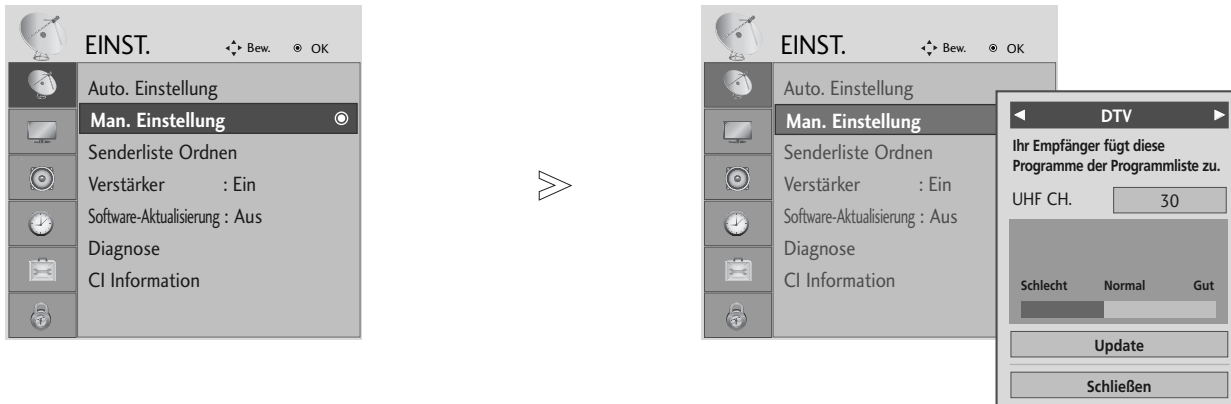 EINST.
Bew.
OK
Auto. Einstellung
Man. Einstellung
Senderliste Ordnen
Verstärker : Ein
Software-Aktualisierung : Aus
Diagnose
CI Information
EINST.
Bew.
OK
Auto. Einstellung
Man. Einstellung
Senderliste Ordnen
Verstärker : Ein
Software-Aktualisierung : Aus
Diagnose
CI Information
DTV
Ihr Empfänger fügt diese
Programme der Programmliste zu.
UHF CH. 30
Schlecht Normal Gut
Update
Schließen